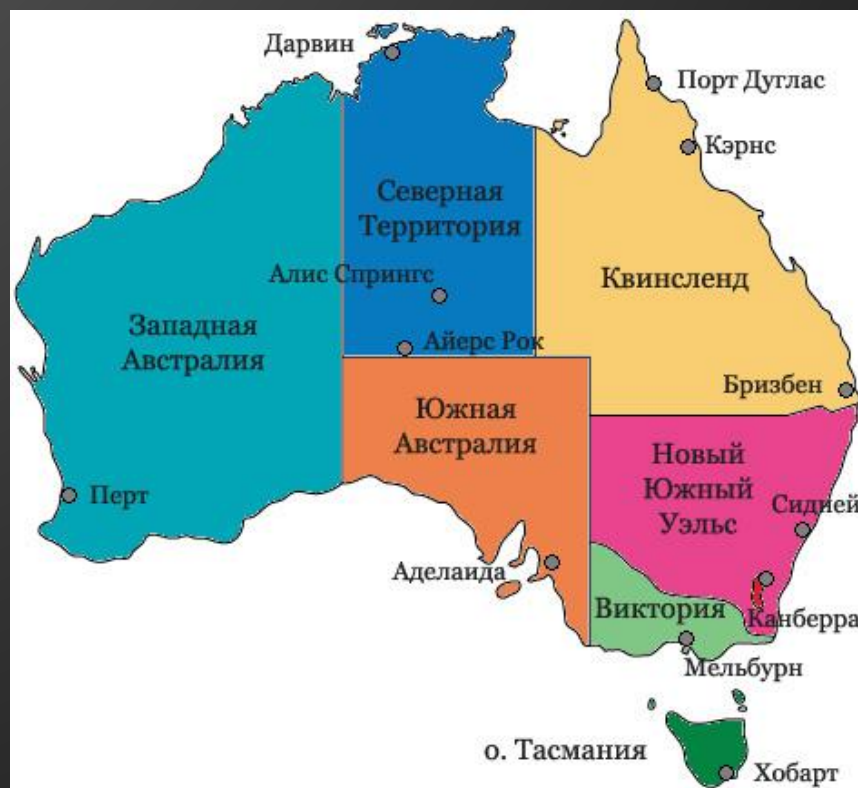 Дарвин
Порт Дуглас
Кэрнс
Северная
Территория
Алис Спрингс
Квинсленд
Западная
Австралия
Айерс Рок
Бризбен
Южная
Австралия
Новый
Южный
Уэльс
Сидней
Перт
Аделаида
Виктория
Канберра
Мельбурн
о. Тасмания
Хобарт